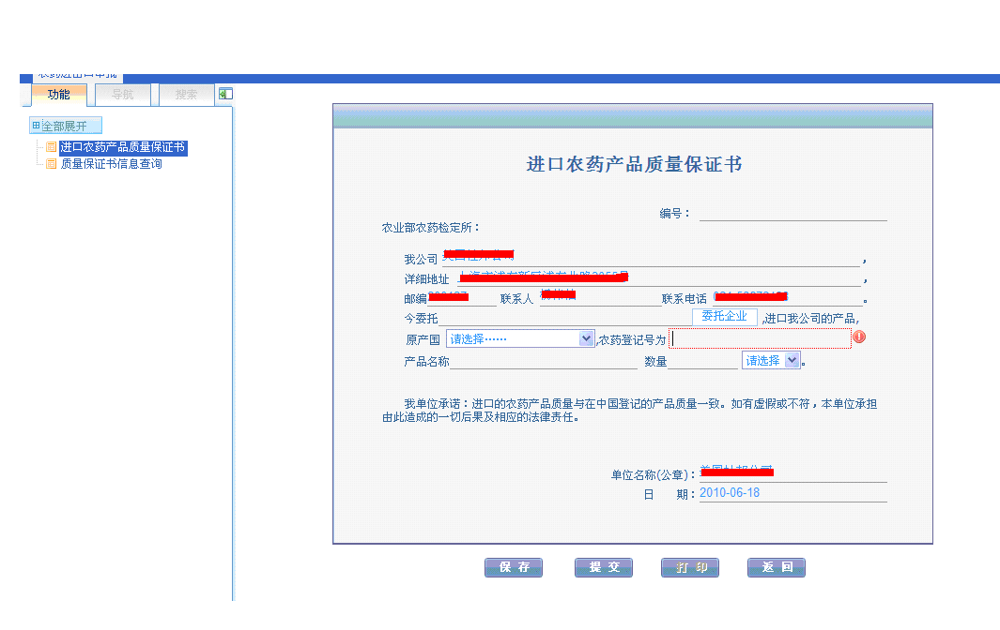 功能 导航 搜索
全部展开
进口农药产品质量保证书
质量保证书信息查询
进口农药产品质量保证书
编号：
农业部农药检定所：
我公司 ，
详细地址 ，
邮编 联系人 联系电话 。
今委托 委托企业 ,进口我公司的产品,
原产国 请选择…… ,农药登记号为
产品名称 数量 请选择 。
我单位承诺：进口的农药产品质量与在中国登记的产品质量一致。如有虚假或不符，本单位承担
由此造成的一切后果及相应的法律责任。
单位名称(公章)：
日 期：2010-06-18
保 存 提 交 打 印 返 回